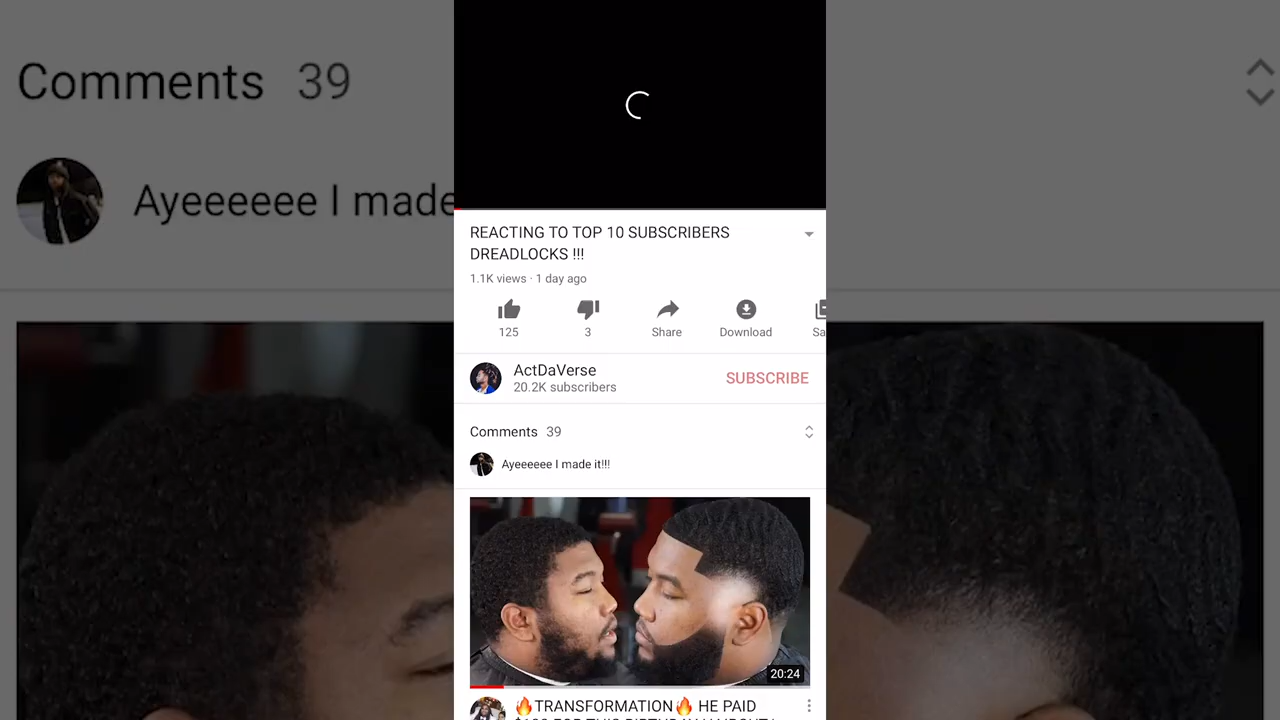 Comments 39
Ayeeeeee I made
REACTING TO TOP 10 SUBSCRIBERS
DREADLOCKS !!!
1.1K views · 1 day ago
125
3
Share
Download
Sa
ActDaVerse
20.2K subscribers
SUBSCRIBE
Comments 39
Ayeeeeee I made it!!!
20:24
🔥TRANSFORMATION🔥 HE PAID